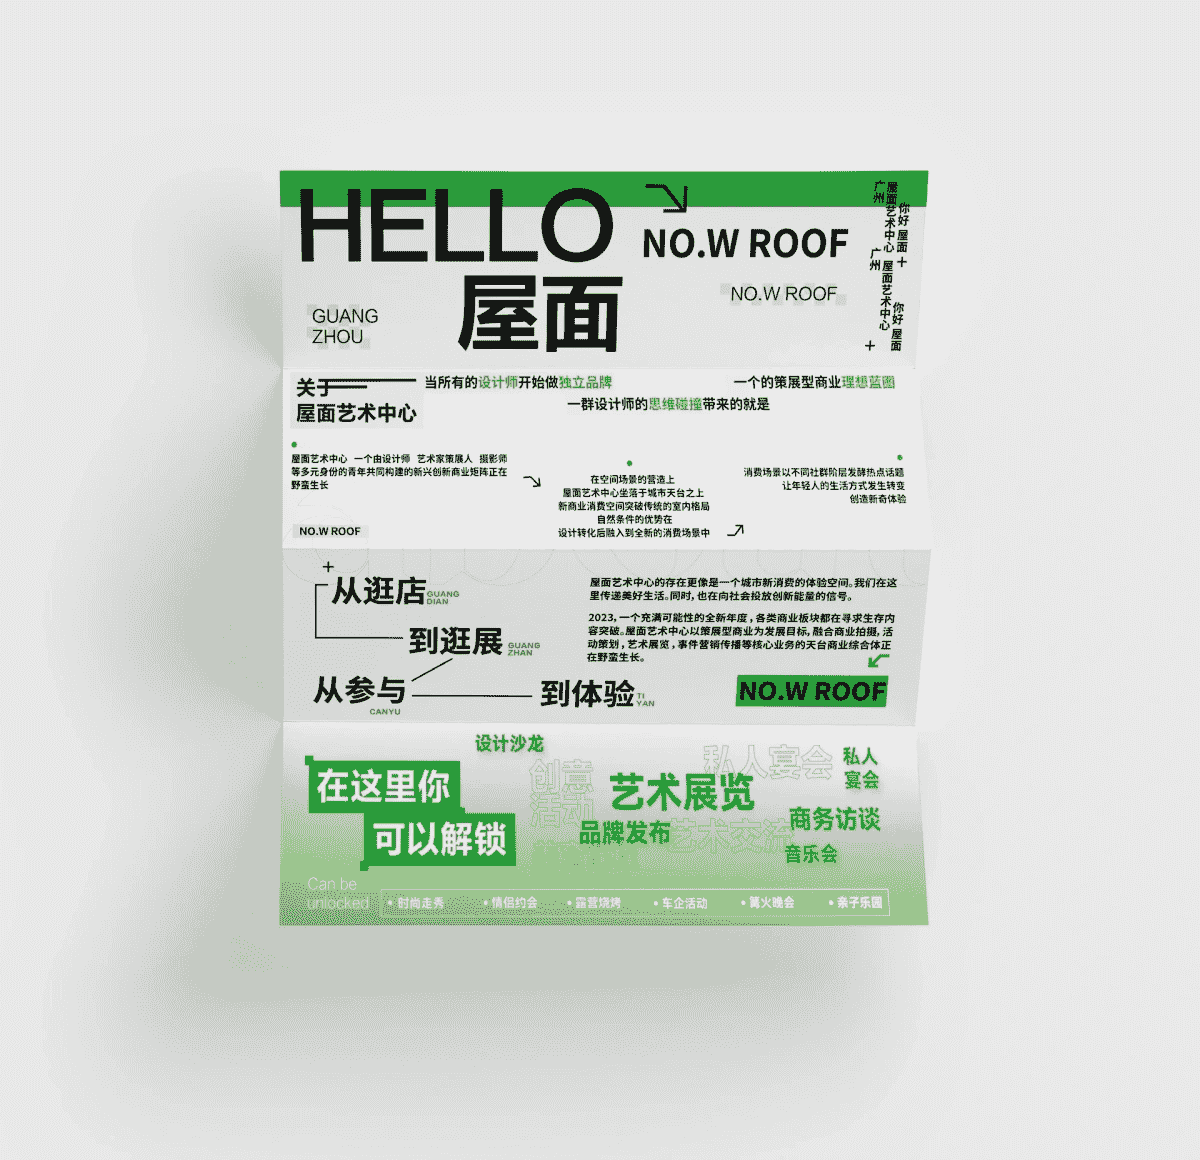 HELLO
屋面
NO.W ROOF
NO.W ROOF
GUANG
ZHOU
广州
屋面艺术中心
你好 屋面
广州
屋面艺术中心
你好 屋面
关于
屋面艺术中心
当所有的设计师开始做独立品牌
一个的策展型商业理想蓝图
一群设计师的思维碰撞带来的就是
屋面艺术中心 一个由设计师 艺术家策展人 摄影师
等多元身份的青年共同构建的新兴创新商业矩阵正在
野蛮生长
在空间场景的营造上
屋面艺术中心坐落于城市天台之上
新商业消费空间突破传统的室内格局
自然条件的优势在
设计转化后融入到全新的消费场景中
消费场景以不同社群阶层发酵热点话题
让年轻人的生活方式发生转变
创造新奇体验
NO.W ROOF
从逛店
GUANG
DIAN
到逛展
GUANG
ZHAN
从参与
CANYU
到体验
TI
YAN
屋面艺术中心的存在更像是一个城市新消费的体验空间。我们在这
里传递美好生活。同时，也在向社会投放创新能量的信号。
2023，一个充满可能性的全新年度，各类商业板块都在寻求生存内
容突破。屋面艺术中心以策展型商业为发展目标，融合商业拍摄，活
动策划，艺术展览，事件营销传播等核心业务的天台商业综合体正
在野蛮生长。
NO.W ROOF
设计沙龙
在这里你
可以解锁
创意
活动
艺术展览
品牌发布
私人宴会
私人
宴会
商务访谈
艺术交流
音乐会
Can be
unlocked
• 时尚走秀
• 情侣约会
• 露营烧烤
• 车企活动
• 篝火晚会
• 亲子乐园